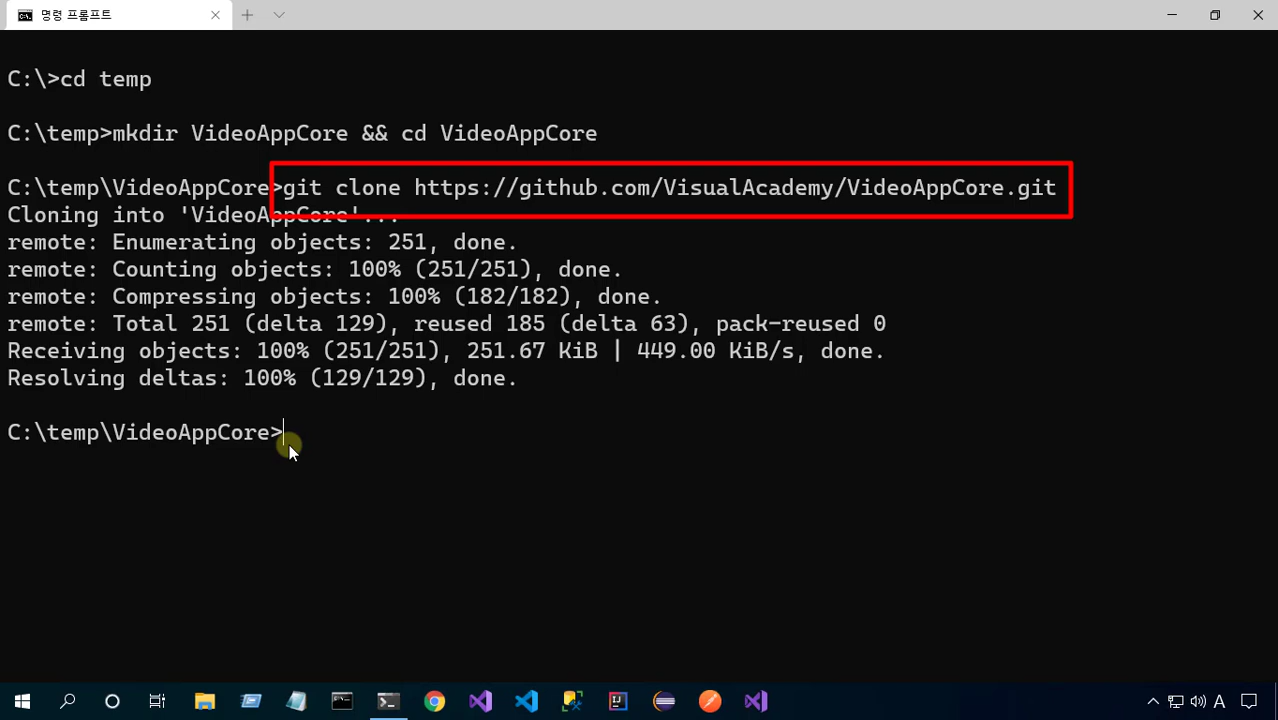 명령 프롬프트
C:\>cd temp
C:\temp>mkdir VideoAppCore && cd VideoAppCore
C:\temp\VideoAppCore>git clone https://github.com/VisualAcademy/VideoAppCore.git
Cloning into 'VideoAppCore'...
remote: Enumerating objects: 251, done.
remote: Counting objects: 100% (251/251), done.
remote: Compressing objects: 100% (182/182), done.
remote: Total 251 (delta 129), reused 185 (delta 63), pack-reused 0
Receiving objects: 100% (251/251), 251.67 KiB | 449.00 KiB/s, done.
Resolving deltas: 100% (129/129), done.
C:\temp\VideoAppCore>
A